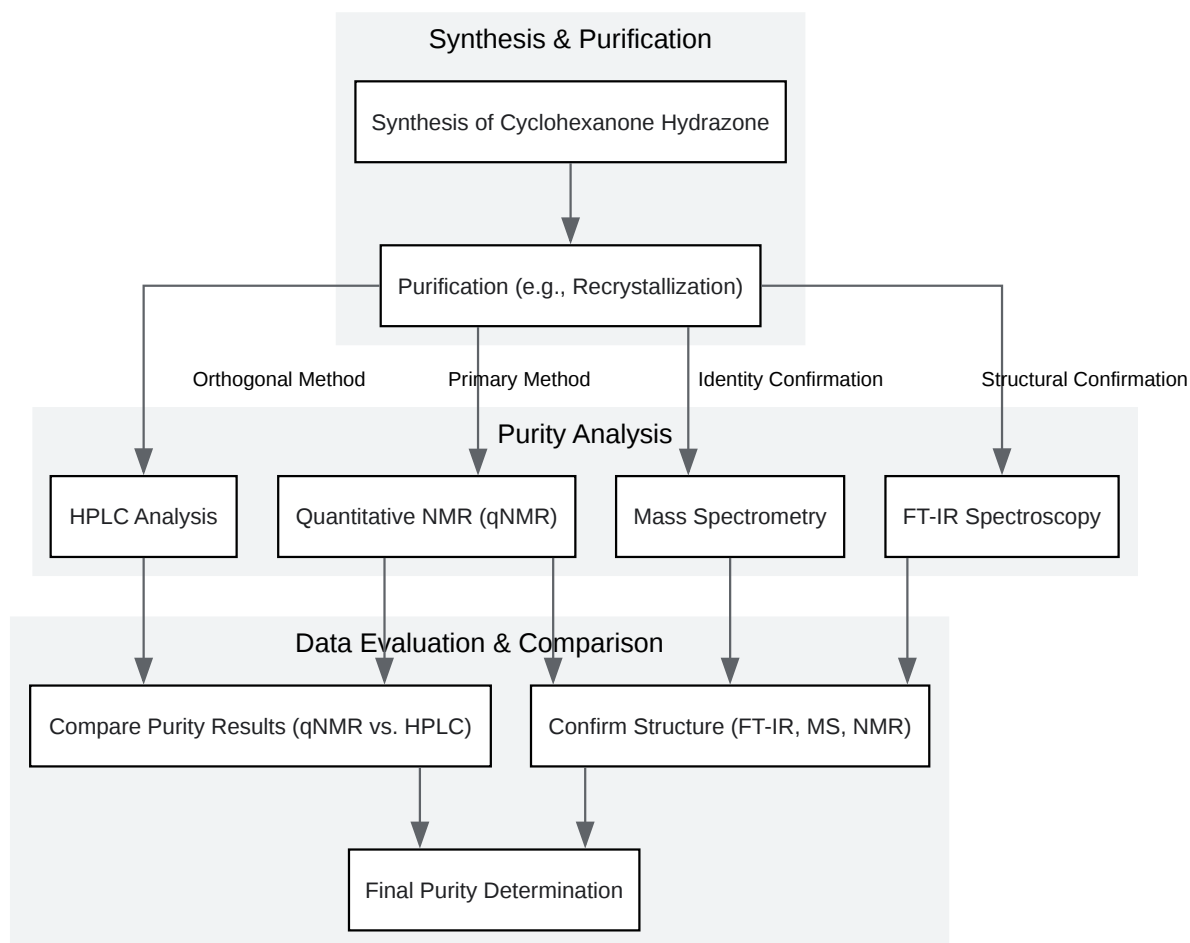 Synthesis & Purification
Synthesis of Cyclohexanone Hydrazone
Purification (e.g., Recrystallization)
Orthogonal Method
Primary Method
Identity Confirmation
Structural Confirmation
Purity Analysis
HPLC Analysis
Quantitative NMR (qNMR)
Mass Spectrometry
FT-IR Spectroscopy
Data Evaluation & Comparison
Compare Purity Results (qNMR vs. HPLC)
Confirm Structure (FT-IR, MS, NMR)
Final Purity Determination